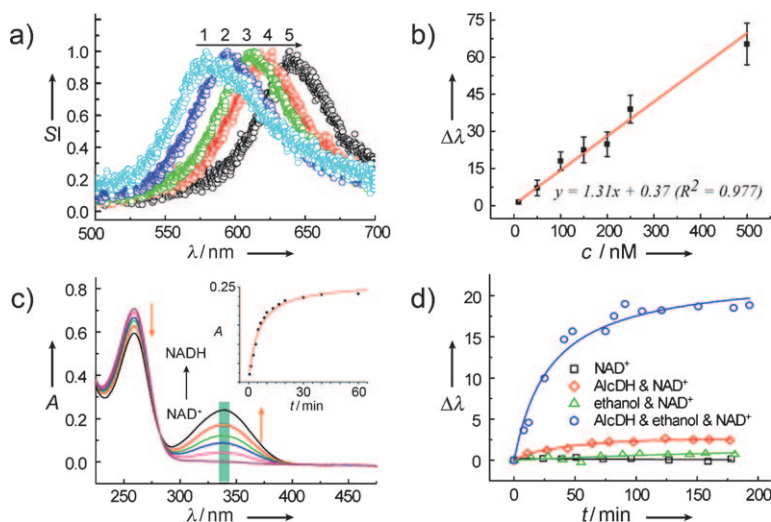 a)
1 2 3 4 5
1.0
0.8
0.6
0.4
0.2
0.0
SI
500 550 600 650 700
λ / nm
b)
75
60
45
30
15
0
Δλ
y = 1.31x + 0.37 (R² = 0.977)
0 100 200 300 400 500
c / nM
c)
0.8
0.6
0.4
0.2
0.0
A
NADH
NAD⁺
0.25
A
0 30 60
t / min
250 300 350 400 450
λ / nm
d)
20
15
10
5
0
Δλ
NAD⁺
AlcDH & NAD⁺
ethanol & NAD⁺
AlcDH & ethanol & NAD⁺
0 50 100 150 200
t / min